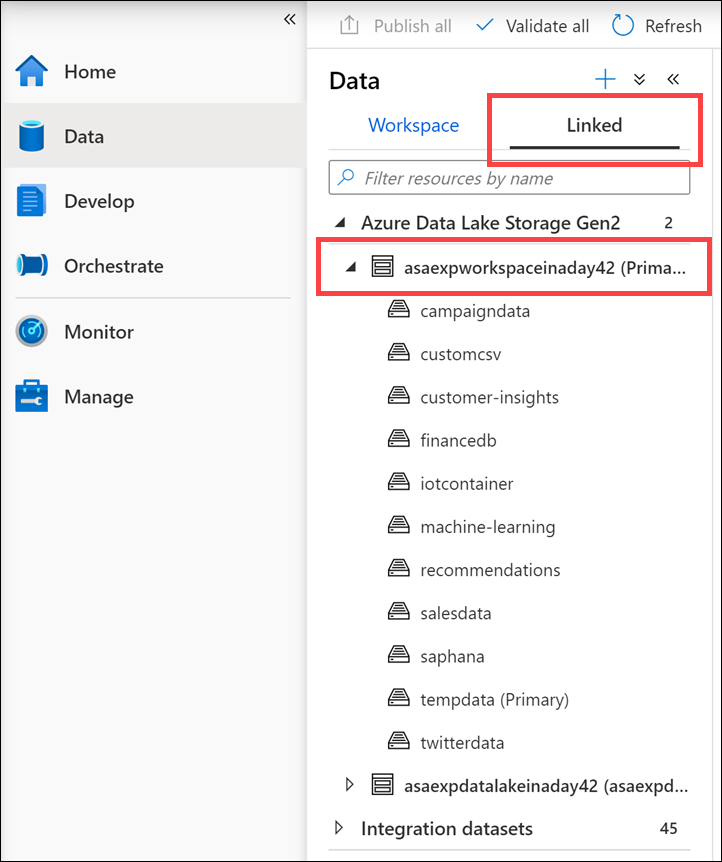 Home
Data
Develop
Orchestrate
Monitor
Manage
Publish all Validate all Refresh
Data
Workspace Linked
Filter resources by name
Azure Data Lake Storage Gen2 2
asaexpworkspaceinaday42 (Prima...
campaigndata
customcsv
customer-insights
financedb
iotcontainer
machine-learning
recommendations
salesdata
saphana
tempdata (Primary)
twitterdata
asaexpdatalakeinaday42 (asaexpd...
Integration datasets 45